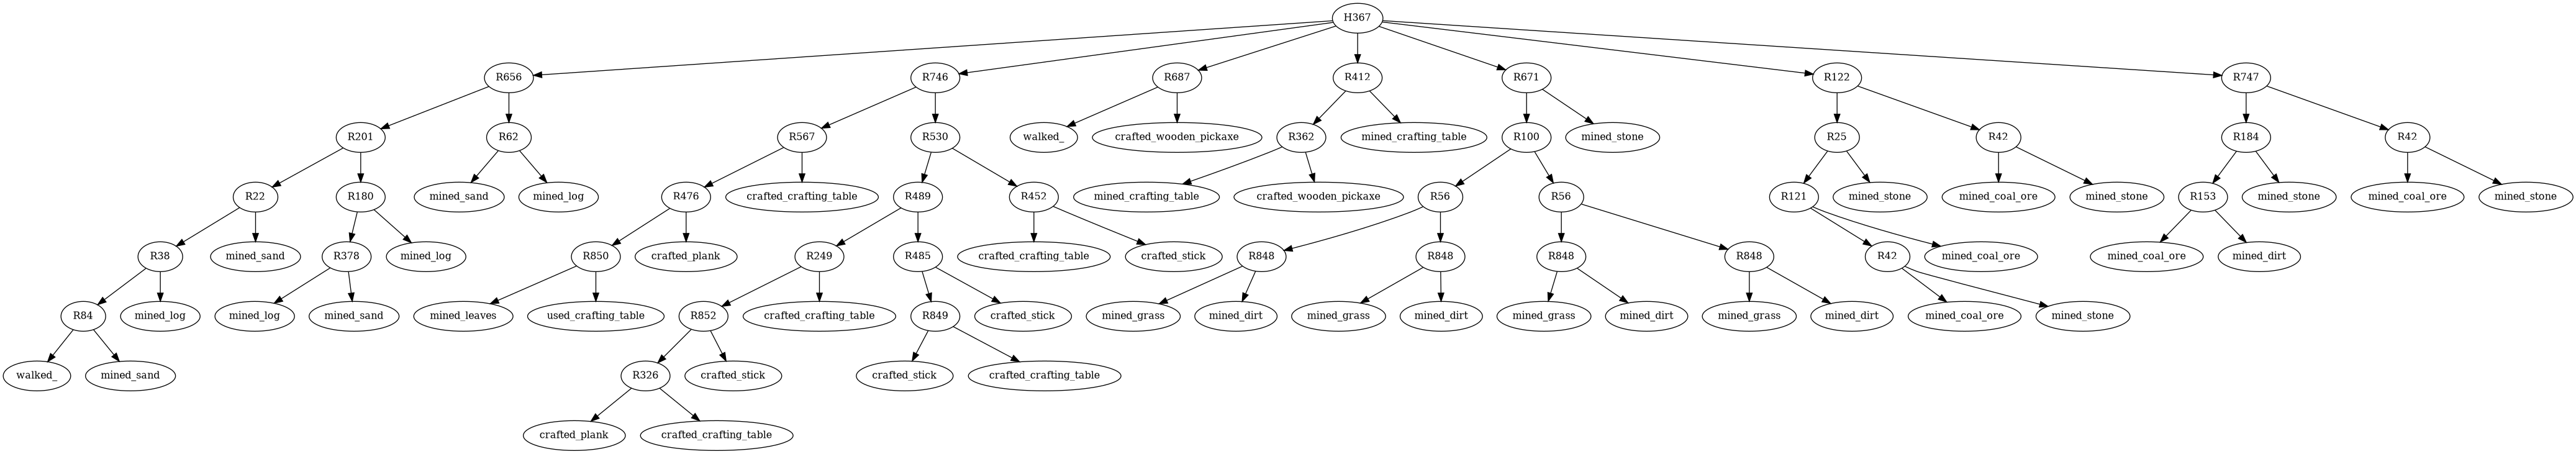 H367
R656
R746
R687
R412
R671
R122
R747
R201
R62
R567
R530
walked_
crafted_wooden_pickaxe
R362
mined_crafting_table
R100
mined_stone
R25
R42
R184
R42
R22
R180
mined_sand
mined_log
R476
crafted_crafting_table
R489
R452
mined_crafting_table
crafted_wooden_pickaxe
R56
R56
R121
mined_stone
mined_coal_ore
mined_stone
R153
mined_stone
mined_coal_ore
mined_stone
R38
mined_sand
R378
mined_log
R850
crafted_plank
R249
R485
crafted_crafting_table
crafted_stick
R848
R848
R848
R848
R42
mined_coal_ore
mined_coal_ore
mined_dirt
R84
mined_log
mined_log
mined_sand
mined_leaves
used_crafting_table
R852
crafted_crafting_table
R849
crafted_stick
mined_grass
mined_dirt
mined_grass
mined_dirt
mined_grass
mined_dirt
mined_grass
mined_dirt
mined_coal_ore
mined_stone
walked_
mined_sand
R326
crafted_stick
crafted_stick
crafted_crafting_table
crafted_plank
crafted_crafting_table